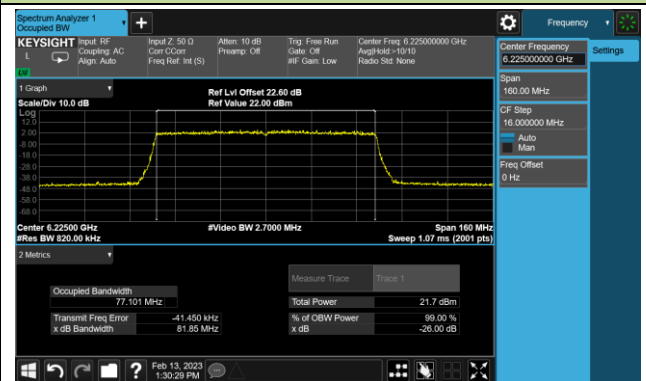 Spectrum Analyzer 1
Occupied BW
Frequency
KEYSIGHT
L
Input: RF
Coupling: AC
Align: Auto
Input Z: 50 Ω
Corr CCorr
Freq Ref: Int (S)
Atten: 10 dB
Preamp: Off
Trig: Free Run
Gate: Off
#IF Gain: Low
Center Freq: 6.225000000 GHz
Avg|Hold:>10/10
Radio Std: None
Center Frequency
6.225000000 GHz
Settings
Span
160.00 MHz
CF Step
16.000000 MHz
Auto
Man
Freq Offset
0 Hz
1 Graph
Scale/Div 10.0 dB
Ref Lvl Offset 22.60 dB
Ref Value 22.00 dBm
Log
12.0
2.00
-8.00
-18.0
-28.0
-38.0
-48.0
-58.0
-68.0
Center 6.22500 GHz
#Video BW 2.7000 MHz
Span 160 MHz
#Res BW 820.00 kHz
Sweep 1.07 ms (2001 pts)
2 Metrics
Measure Trace
Trace 1
Occupied Bandwidth
77.101 MHz
Total Power
21.7 dBm
Transmit Freq Error
-41.450 kHz
% of OBW Power
99.00 %
x dB Bandwidth
81.85 MHz
x dB
-26.00 dB
?
Feb 13, 2023
1:30:29 PM